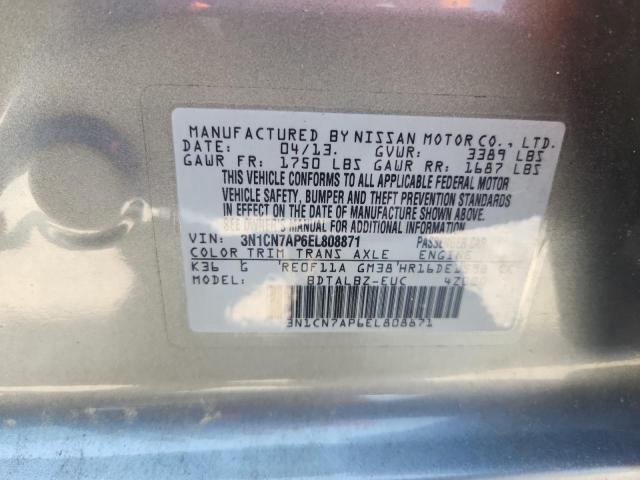 MANUFACTURED BY NISSAN MOTOR CO., LTD.
DATE: 04/13. GVWR: 3389 LBS
GAWR FR: 1750 LBS GAWR RR: 1687 LBS
THIS VEHICLE CONFORMS TO ALL APPLICABLE FEDERAL MOTOR
VEHICLE SAFETY, BUMPER AND THEFT PREVENTION STANDARDS
IN EFFECT ON THE DATE OF MANUFACTURE SHOWN ABOVE.
SEE OWNER'S MANUAL FOR ADDITIONAL INFORMATION
VIN: 3N1CN7AP6EL808871 PASSENGER CAR
COLOR TRIM TRANS AXLE ENGINE
K36 G RE0F11A GM38 HR16DE
MODEL: BDTALBZ-EUC
3N1CN7AP6EL808871